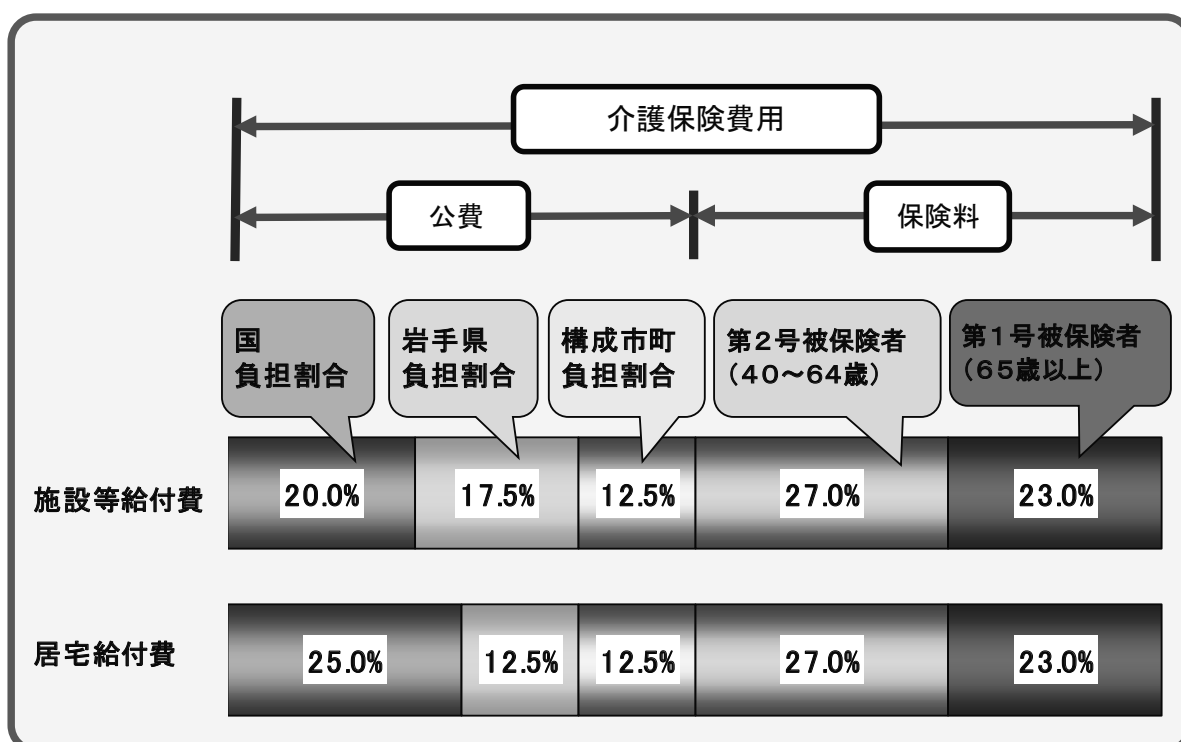 介護保険費用
公費
保険料
国
負担割合
岩手県
負担割合
構成市町
負担割合
第2号被保険者
(40~64歳)
第1号被保険者
(65歳以上)
施設等給付費
20.0%
17.5%
12.5%
27.0%
23.0%
居宅給付費
25.0%
12.5%
12.5%
27.0%
23.0%